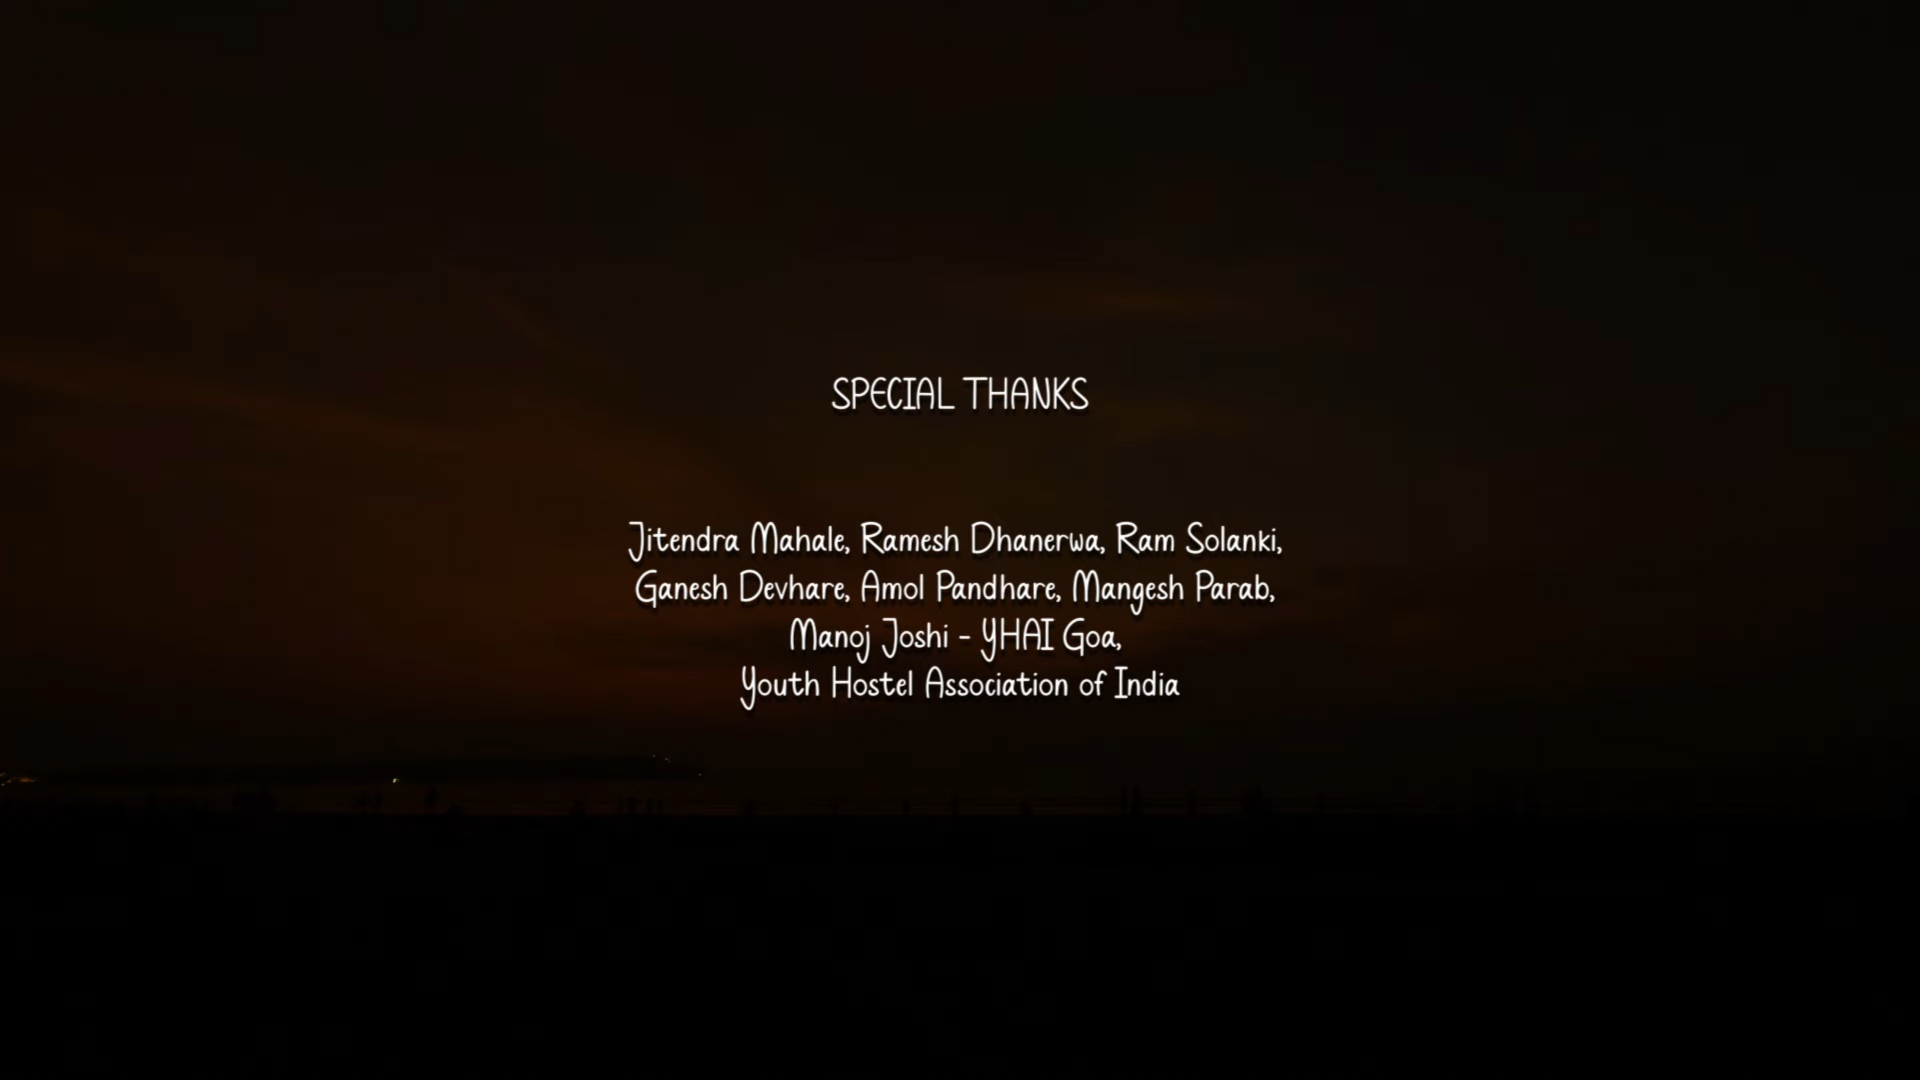 SPECIAL THANKS
Jitendra Mahale, Ramesh Dhanerwa, Ram Solanki,
Ganesh Devhare, Amol Pandhare, Mangesh Parab,
Manoj Joshi - YHAI Goa,
Youth Hostel Association of India